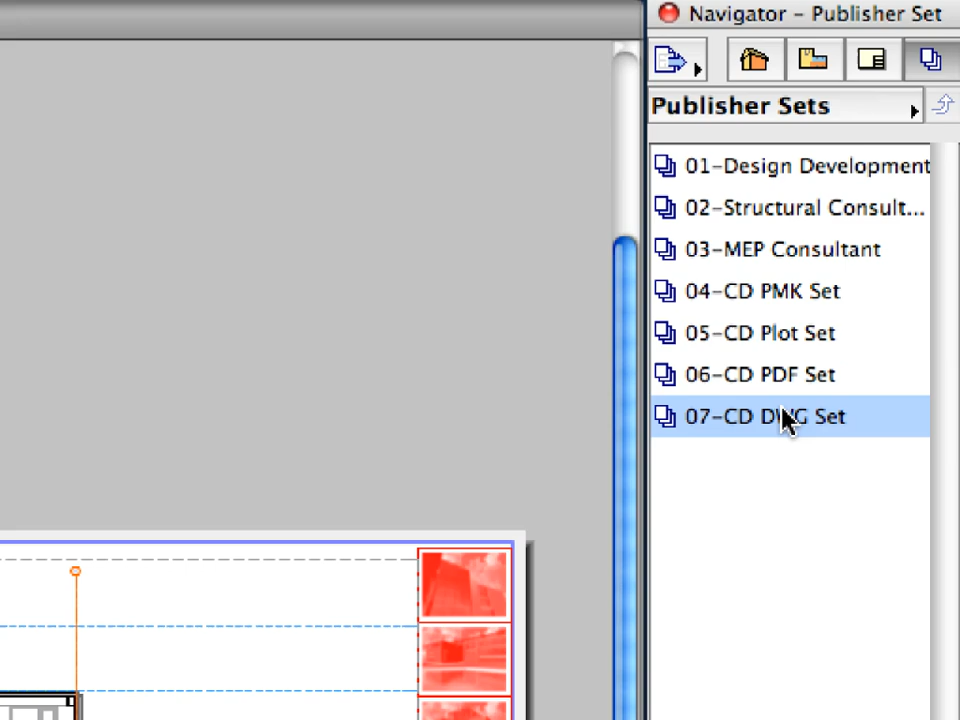 Navigator – Publisher Set
Publisher Sets
01-Design Development
02-Structural Consult...
03-MEP Consultant
04-CD PMK Set
05-CD Plot Set
06-CD PDF Set
07-CD DWG Set